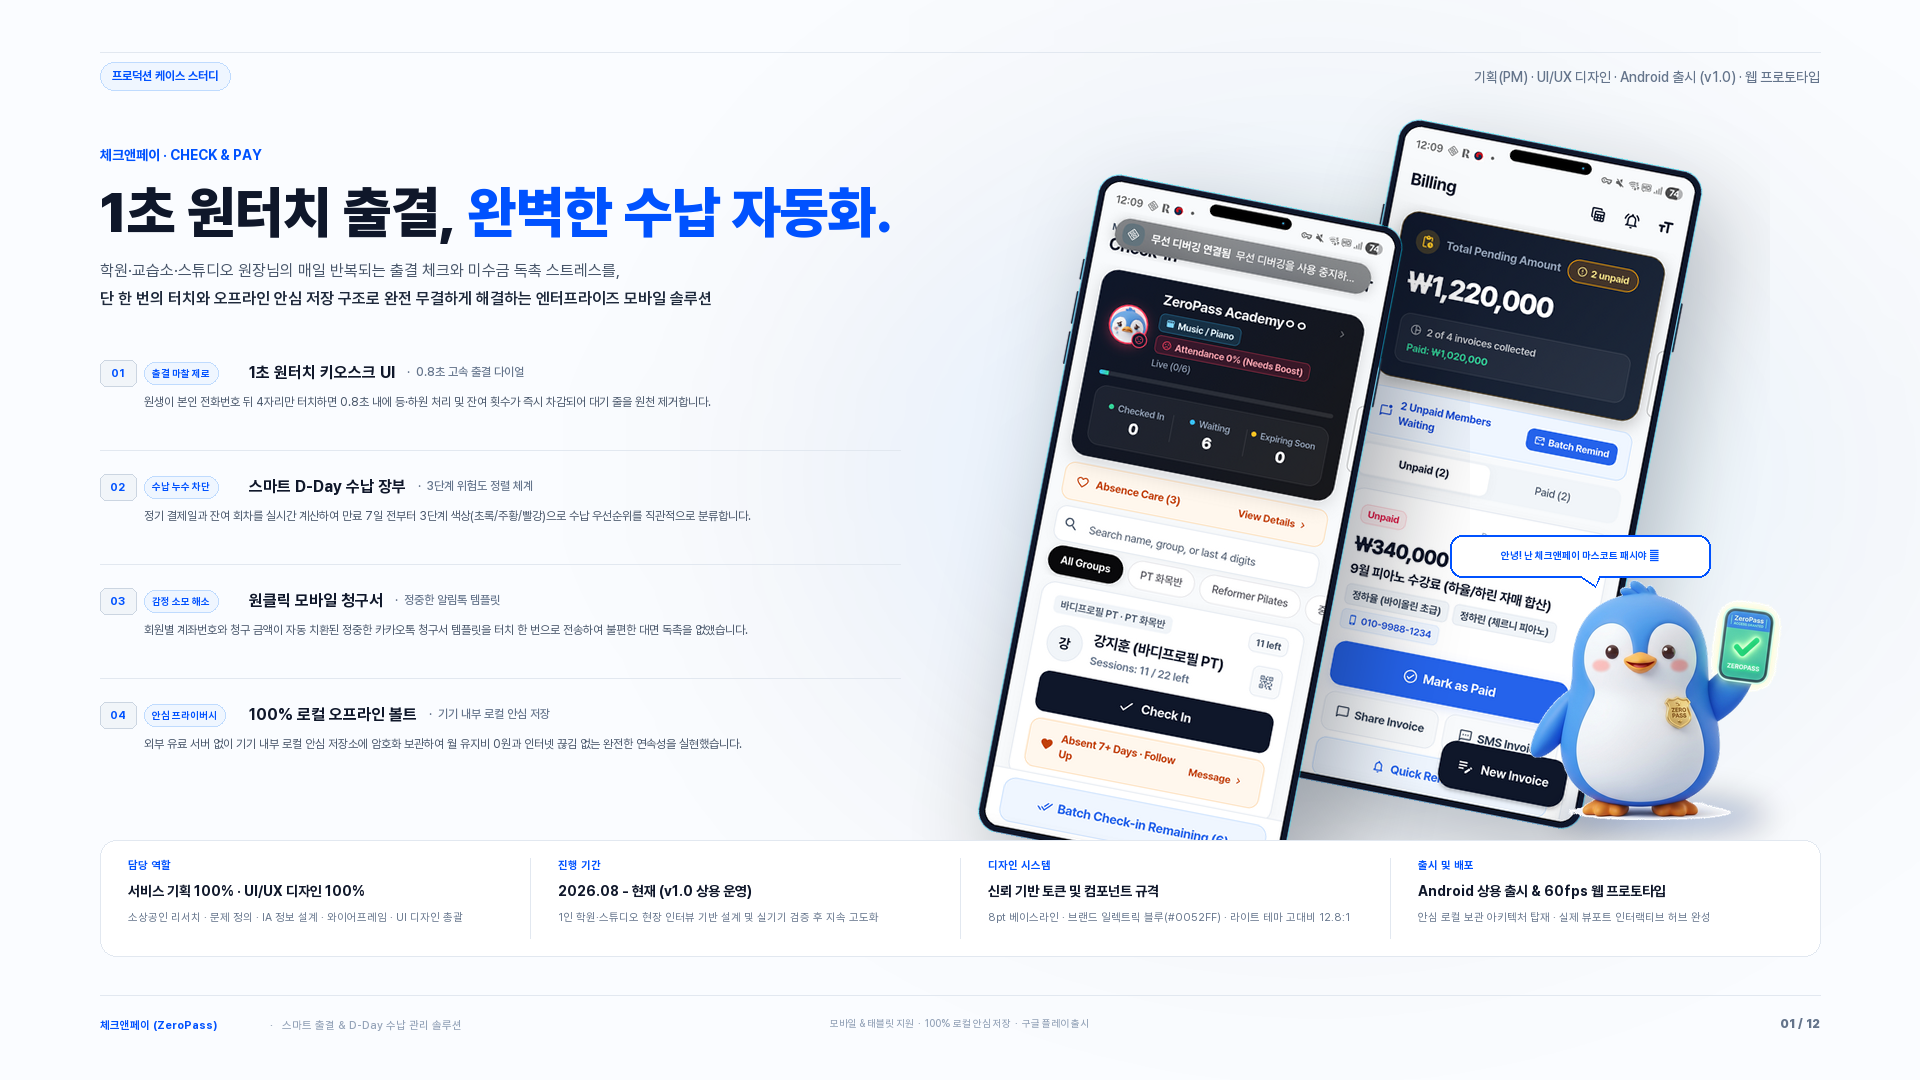 프로덕션 케이스 스터디
기획(PM) · UI/UX 디자인 · Android 출시 (v1.0) · 웹 프로토타입
체크앤페이 · CHECK & PAY
1초 원터치 출결, 완벽한 수납 자동화.
학원·교습소·스튜디오 원장님의 매일 반복되는 출결 체크와 미수금 독촉 스트레스를,
단 한 번의 터치와 오프라인 안심 저장 구조로 완전 무결하게 해결하는 엔터프라이즈 모바일 솔루션
01 출결 마찰 제로 1초 원터치 키오스크 UI · 0.8초 고속 출결 다이얼
원생이 본인 전화번호 뒤 4자리만 터치하면 0.8초 내에 등·하원 처리 및 잔여 횟수가 즉시 차감되어 대기 줄을 원천 제거합니다.
02 수납 누수 차단 스마트 D-Day 수납 장부 · 3단계 위험도 정렬 체계
정기 결제일과 잔여 회차를 실시간 계산하여 만료 7일 전부터 3단계 색상(초록/주황/빨강)으로 수납 우선순위를 직관적으로 분류합니다.
03 감정 소모 해소 원클릭 모바일 청구서 · 정중한 알림톡 템플릿
회원별 계좌번호와 청구 금액이 자동 치환된 정중한 카카오톡 청구서 템플릿을 터치 한 번으로 전송하여 불편한 대면 독촉을 없앴습니다.
04 안심 프라이버시 100% 로컬 오프라인 볼트 · 기기 내부 로컬 안심 저장
외부 유료 서버 없이 기기 내부 로컬 안심 저장소에 암호화 보관하여 월 유지비 0원과 인터넷 끊김 없는 완전한 연속성을 실현했습니다.
12:09
무선 디버깅 연결됨 무선 디버깅을 사용 중지하...
74
Check-in
ZeroPass Academyㅇㅇ
Music / Piano
Attendance 0% (Needs Boost)
Live (0/6)
Checked In
0
Waiting
6
Expiring Soon
0
Absence Care (3)
View Details
Search name, group, or last 4 digits
All Groups
PT 화목반
Reformer Pilates
바디프로필 PT · PT 화목반
강
강지훈 (바디프로필 PT)
11 left
Sessions: 11 / 22 left
Check In
Absent 7+ Days · Follow Up
Message
Batch Check-in Remaining (6)
12:09
74
Billing
Total Pending Amount
2 unpaid
₩1,220,000
2 of 4 invoices collected
Paid: ₩1,020,000
2 Unpaid Members Waiting
Batch Remind
Unpaid (2)
Paid (2)
Unpaid
₩340,000
9월 피아노 수강료 (하율/하린 자매 합산)
정하율 (바이올린 초급)
정하린 (체르니 피아노)
010-9988-1234
Mark as Paid
Share Invoice
SMS Invoi
Quick Re
New Invoice
안녕! 난 체크앤페이 마스코트 패시야
ZeroPass
ZEROPASS
ZERO
PASS
담당 역할
서비스 기획 100% · UI/UX 디자인 100%
소상공인 리서치 · 문제 정의 · IA 정보 설계 · 와이어프레임 · UI 디자인 총괄
진행 기간
2026.08 - 현재 (v1.0 상용 운영)
1인 학원·스튜디오 현장 인터뷰 기반 설계 및 실기기 검증 후 지속 고도화
디자인 시스템
신뢰 기반 토큰 및 컴포넌트 규격
8pt 베이스라인 · 브랜드 일렉트릭 블루(#0052FF) · 라이트 테마 고대비 12.8:1
출시 및 배포
Android 상용 출시 & 60fps 웹 프로토타입
안심 로컬 보관 아키텍처 탑재 · 실제 뷰포트 인터랙티브 허브 완성
체크앤페이 (ZeroPass) · 스마트 출결 & D-Day 수납 관리 솔루션
모바일 & 태블릿 지원 · 100% 로컬 안심 저장 · 구글 플레이 출시
01 / 12